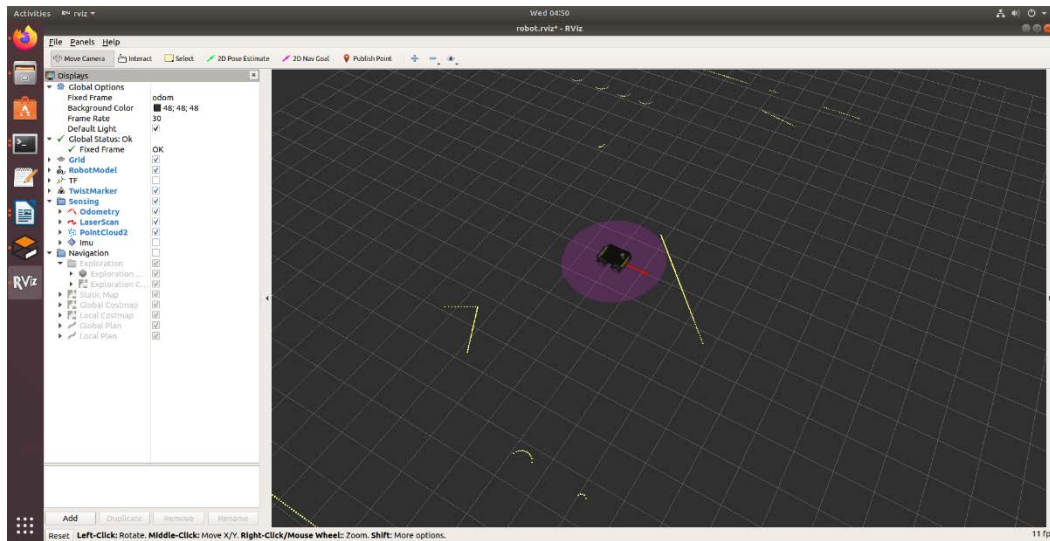 Activities rviz Wed 04:50
robot.rviz* - RViz
File Panels Help
Move Camera Interact Select 2D Pose Estimate 2D Nav Goal Publish Point
Displays
Global Options
Fixed Frame odom
Background Color 48; 48; 48
Frame Rate 30
Default Light
Global Status: Ok
Fixed Frame OK
Grid
RobotModel
TF
TwistMarker
Sensing
Odometry
LaserScan
PointCloud2
Imu
Navigation
Exploration
Exploration ...
Exploration C...
Static Map
Global Costmap
Local Costmap
Global Plan
Local Plan
RViz
Add Duplicate Remove Rename
Reset Left-Click: Rotate. Middle-Click: Move X/Y. Right-Click/Mouse Wheel: Zoom. Shift: More options. 11 fp